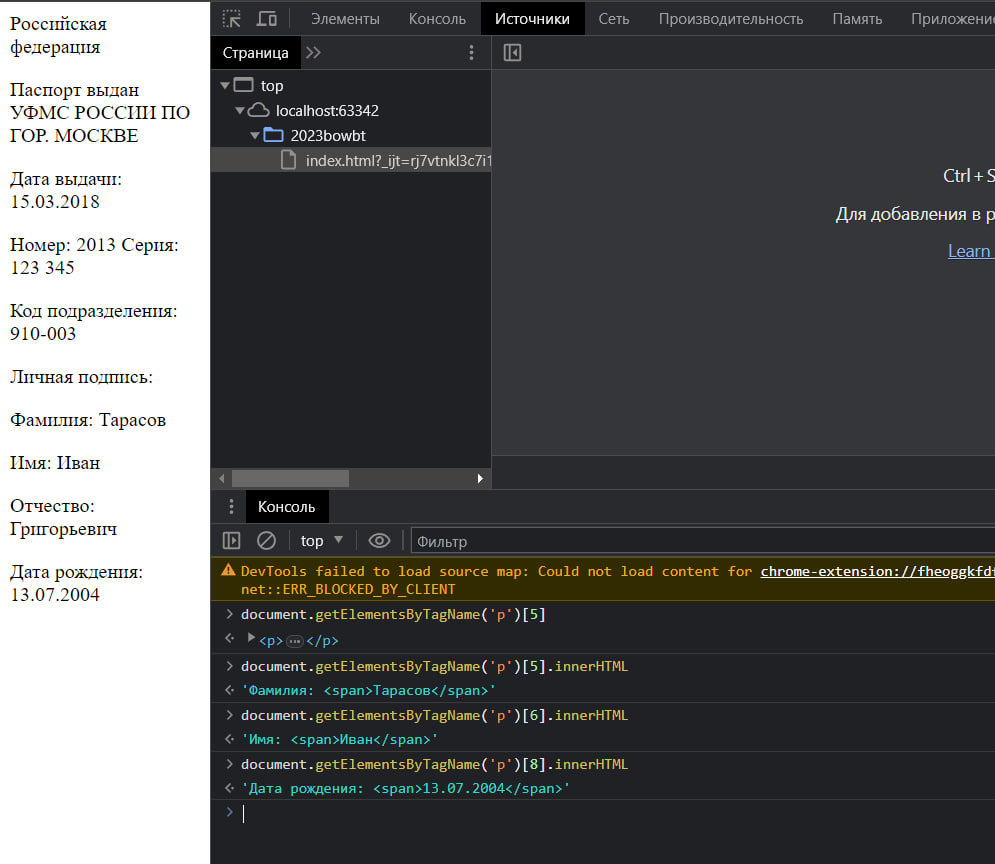 Российская
федерация
Паспорт выдан
УФМС РОССИИ ПО
ГОР. МОСКВЕ
Дата выдачи:
15.03.2018
Номер: 2013 Серия:
123 345
Код подразделения:
910-003
Личная подпись:
Фамилия: Тарасов
Имя: Иван
Отчество:
Григорьевич
Дата рождения:
13.07.2004
Элементы Консоль Источники Сеть Производительность Память Приложение
Страница
top
localhost:63342
2023bowbt
index.html?_ijt=rj7vtnkl3c7i1
Ctrl + S
Для добавления в р
Learn
Консоль
top Фильтр
DevTools failed to load source map: Could not load content for chrome-extension://fheoggkfdf
net::ERR_BLOCKED_BY_CLIENT
document.getElementsByTagName('p')[5]
<p>…</p>
document.getElementsByTagName('p')[5].innerHTML
'Фамилия: <span>Тарасов</span>'
document.getElementsByTagName('p')[6].innerHTML
'Имя: <span>Иван</span>'
document.getElementsByTagName('p')[8].innerHTML
'Дата рождения: <span>13.07.2004</span>'